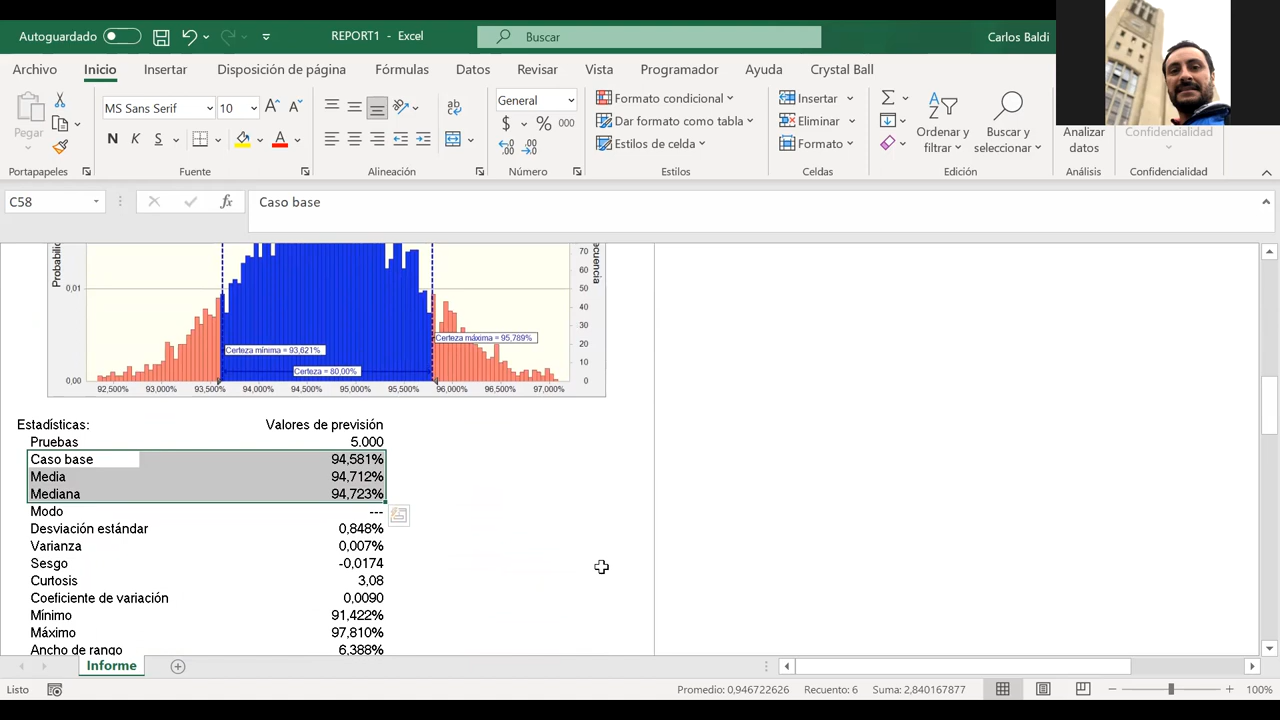 Autoguardado
REPORT1 - Excel
Buscar
Carlos Baldi
Archivo Inicio Insertar Disposición de página Fórmulas Datos Revisar Vista Programador Ayuda Crystal Ball
Pegar
MS Sans Serif 10
N K S
General
$ % 000
Formato condicional
Dar formato como tabla
Estilos de celda
Insertar
Eliminar
Formato
Ordenar y filtrar
Buscar y seleccionar
Analizar datos
Confidencialidad
Portapapeles Fuente Alineación Número Estilos Celdas Edición Análisis Confidencialidad
C58
fx
Caso base
0,01
0,00
70
60
50
40
30
20
10
0
Certeza mínima = 93,621%
Certeza máxima = 95,789%
Certeza = 80,00%
92,500% 93,000% 93,500% 94,000% 94,500% 95,000% 95,500% 96,000% 96,500% 97,000%
Estadísticas: Valores de previsión
Pruebas 5.000
Caso base 94,581%
Media 94,712%
Mediana 94,723%
Modo ---
Desviación estándar 0,848%
Varianza 0,007%
Sesgo -0,0174
Curtosis 3,08
Coeficiente de variación 0,0090
Mínimo 91,422%
Máximo 97,810%
Ancho de rango 6,388%
Informe
Listo
Promedio: 0,946722626 Recuento: 6 Suma: 2,840167877
100%